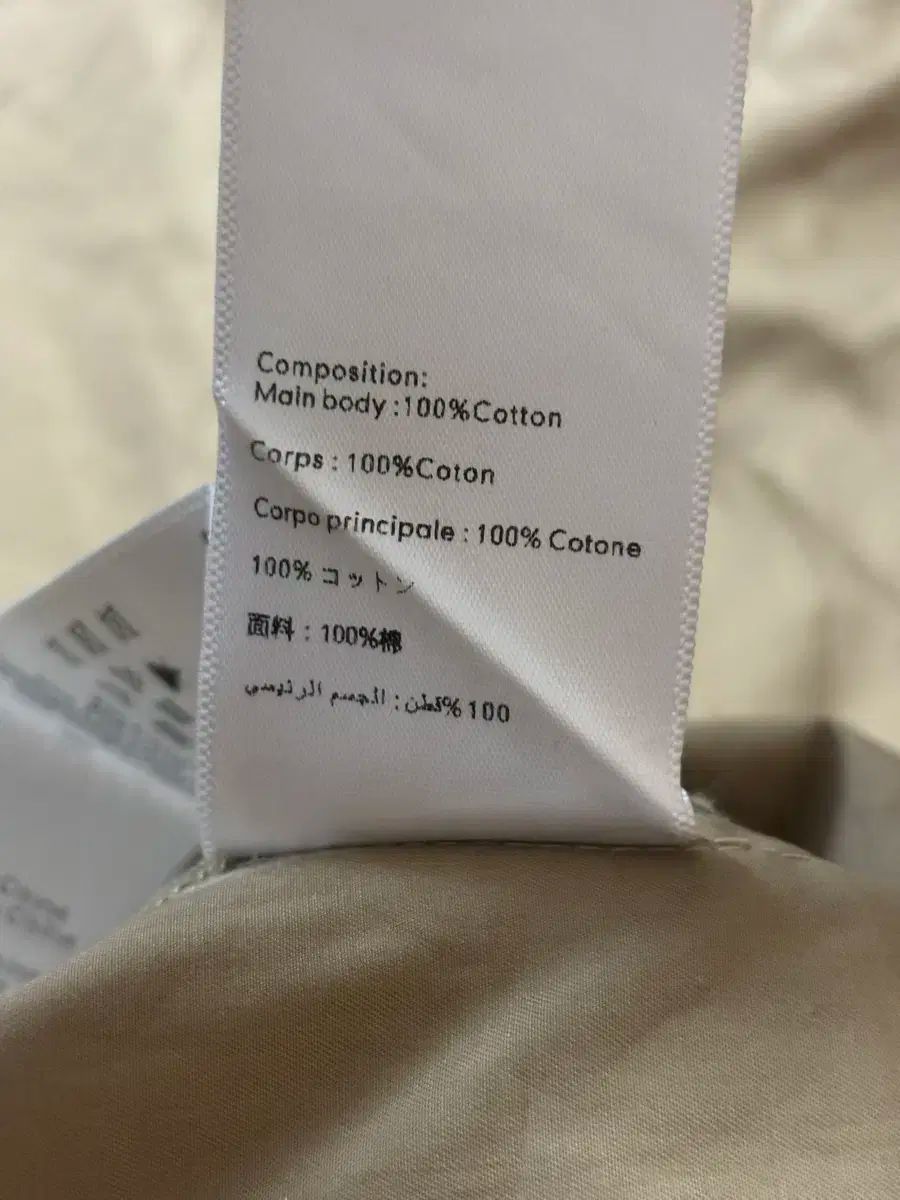 Composition:
Main body :100%Cotton
Corps : 100%Coton
Corpo principale : 100% Cotone
100% コットン
面料 : 100%棉
الجسم الرئيسي : قطن% 100